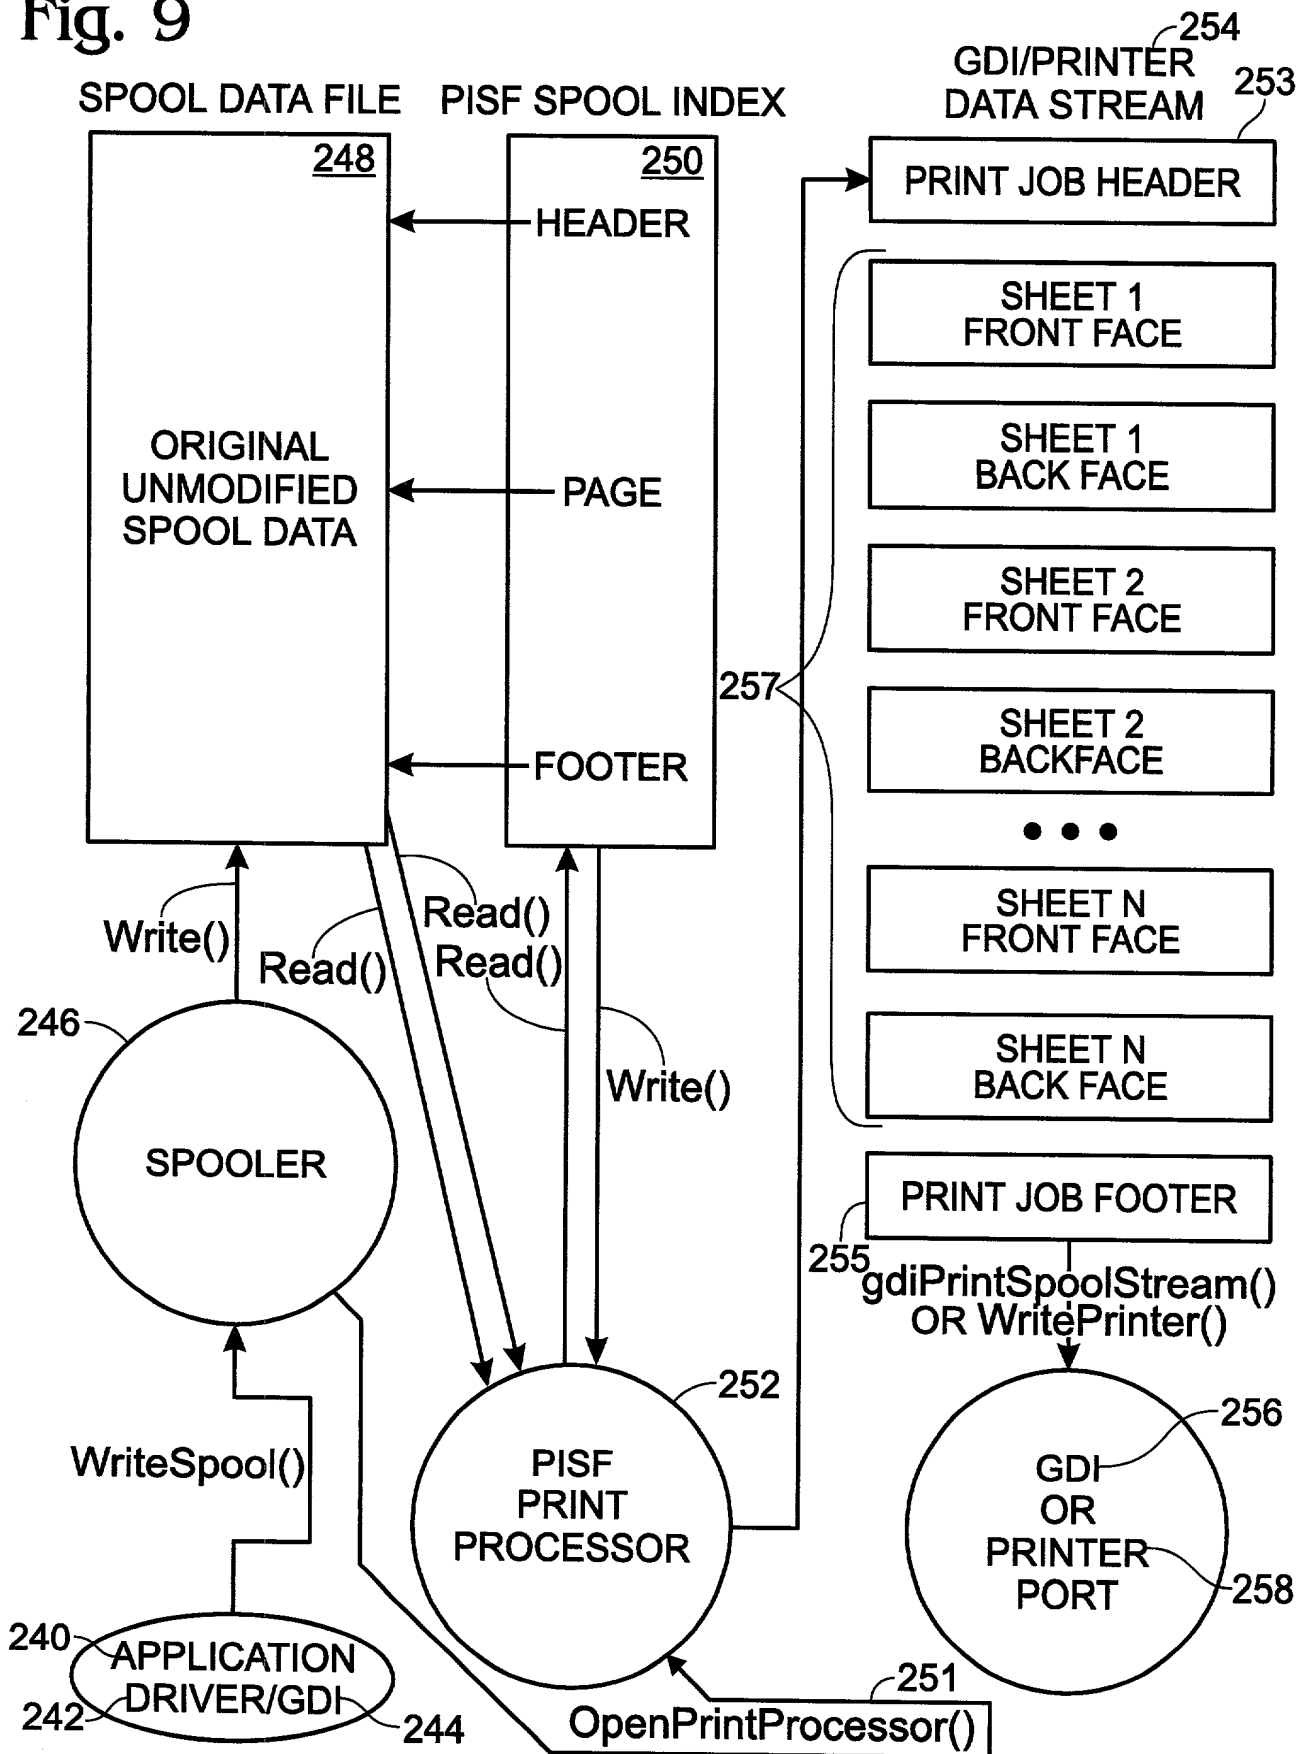 Fig. 9
SPOOL DATA FILE
248
ORIGINAL
UNMODIFIED
SPOOL DATA
PISF SPOOL INDEX
250
HEADER
PAGE
FOOTER
254
GDI/PRINTER
DATA STREAM
253
PRINT JOB HEADER
SHEET 1
FRONT FACE
SHEET 1
BACK FACE
SHEET 2
FRONT FACE
257
SHEET 2
BACKFACE
• • •
SHEET N
FRONT FACE
SHEET N
BACK FACE
PRINT JOB FOOTER
255
gdiPrintSpoolStream()
OR WritePrinter()
Write()
Read()
Read()
Read()
Write()
246
SPOOLER
252
PISF
PRINT
PROCESSOR
256
GDI
OR
PRINTER
PORT
258
WriteSpool()
240
APPLICATION
DRIVER/GDI
242
244
251
OpenPrintProcessor()